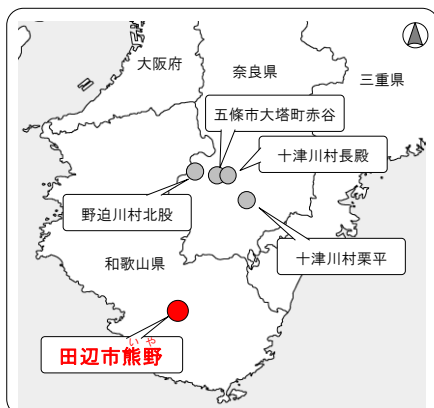 大阪府
奈良県
三重県
五條市大塔町赤谷
十津川村長殿
野迫川村北股
十津川村栗平
和歌山県
いや
田辺市熊野